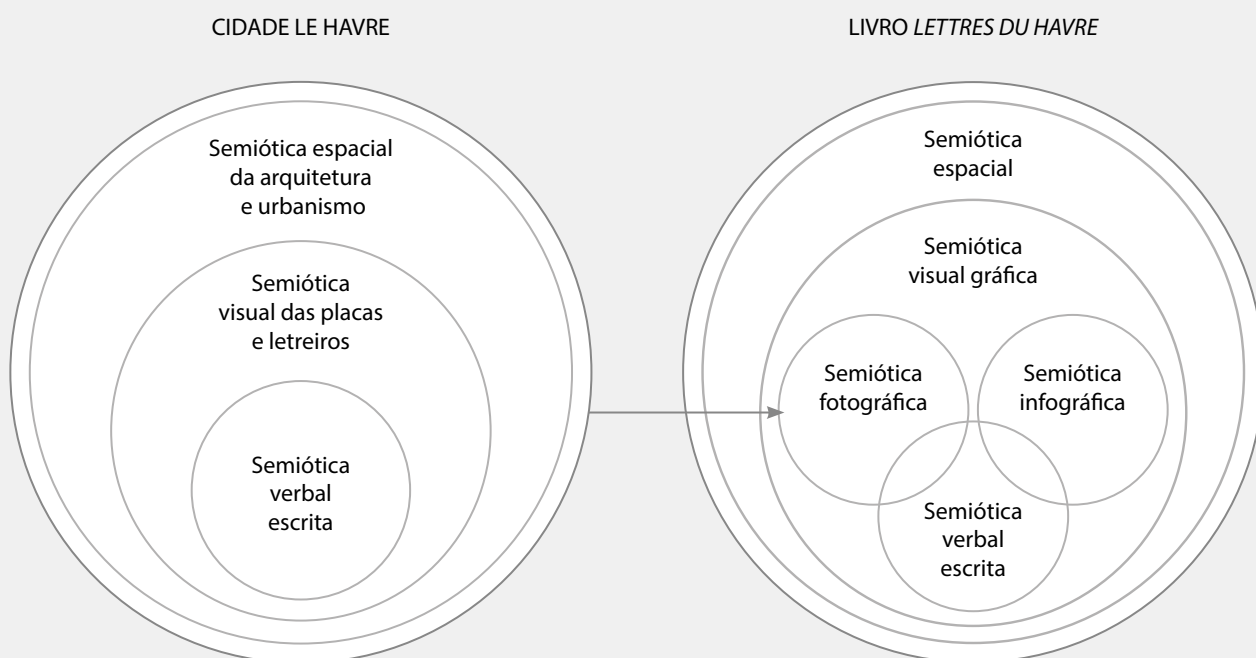 CIDADE LE HAVRE
Semiótica espacial
da arquitetura
e urbanismo
Semiótica
visual das placas
e letreiros
Semiótica
verbal
escrita
LIVRO LETTRES DU HAVRE
Semiótica
espacial
Semiótica
visual gráfica
Semiótica
fotográfica
Semiótica
infográfica
Semiótica
verbal
escrita